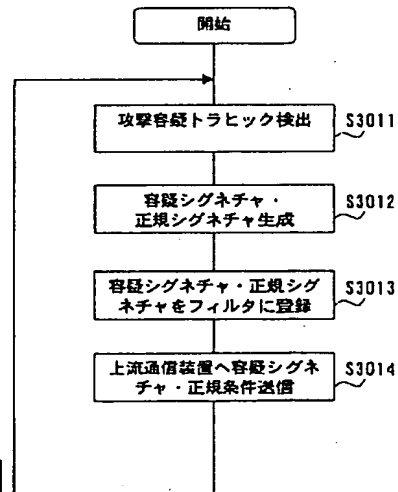 開始
攻撃容疑トラヒック検出
S3011
容疑シグネチャ・
正規シグネチャ生成
S3012
容疑シグネチャ・正規シグ
ネチャをフィルタに登録
S3013
上流通信装置へ容疑シグネ
チャ・正規条件送信
S3014